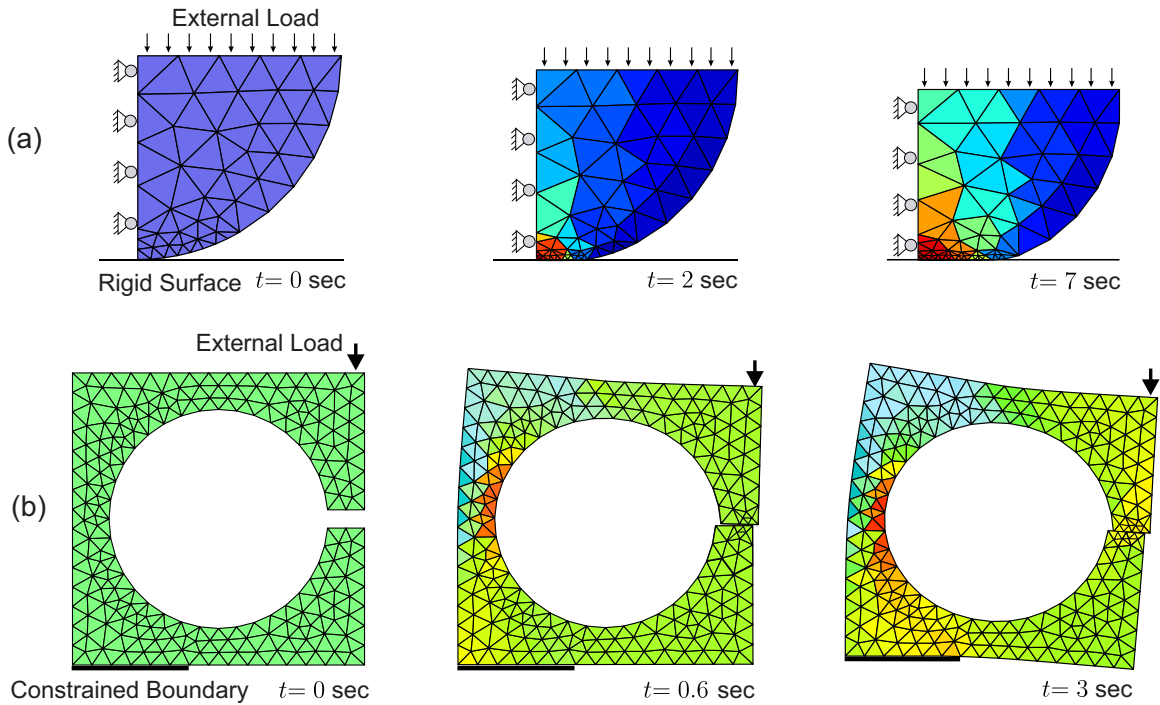 External Load
(a)
Rigid Surface t= 0 sec
t= 2 sec
t= 7 sec
External Load
(b)
Constrained Boundary t= 0 sec
t= 0.6 sec
t= 3 sec